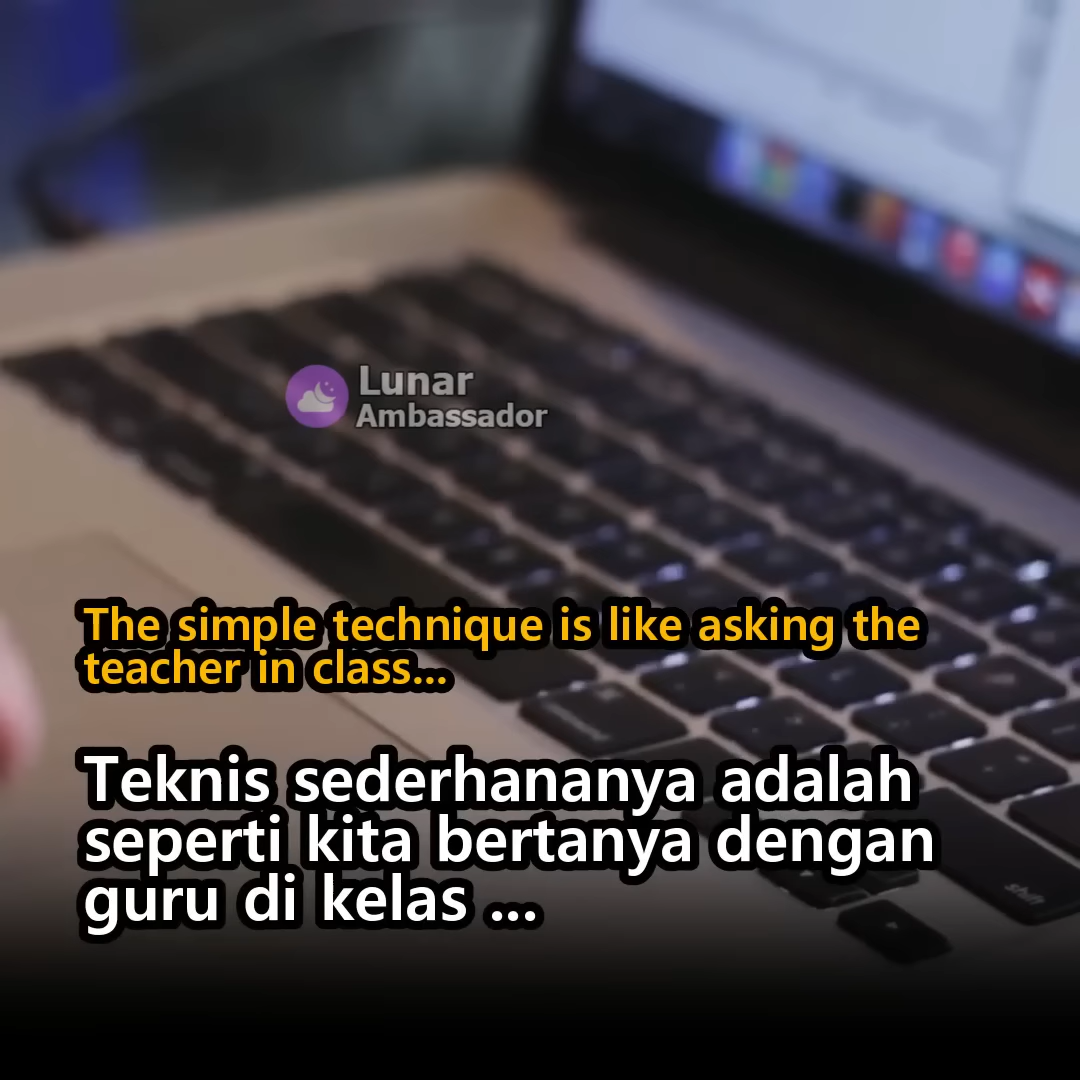 Lunar
Ambassador
The simple technique is like asking the
teacher in class...
Teknis sederhananya adalah
seperti kita bertanya dengan
guru di kelas ...
shift